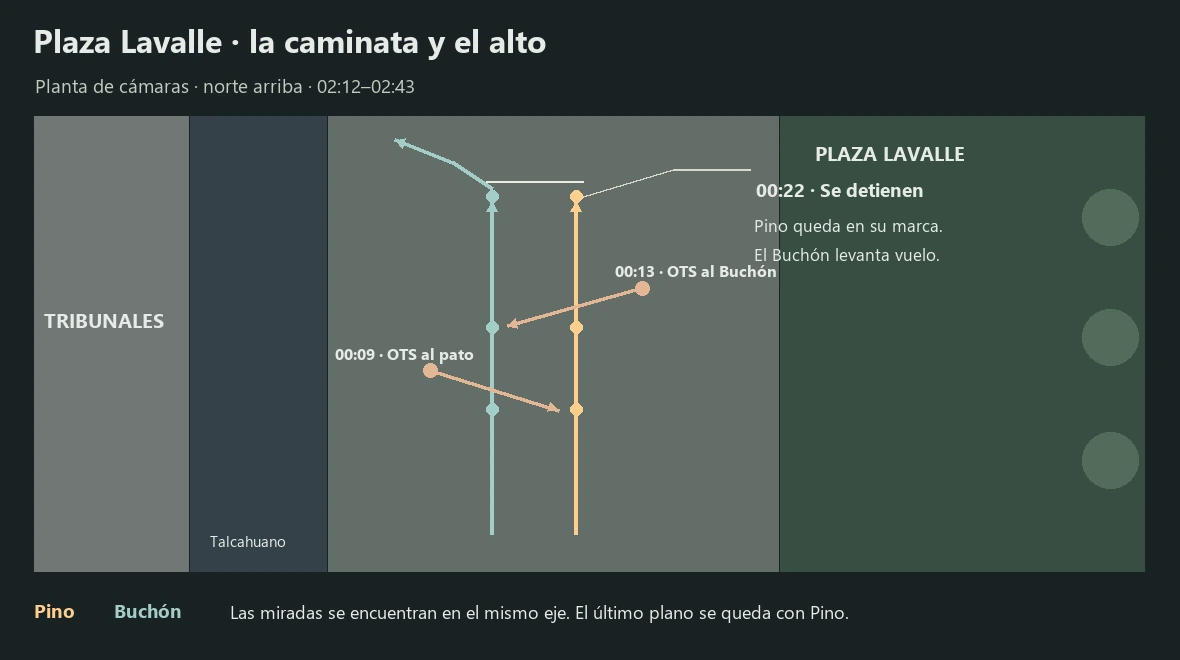 Plaza Lavalle · la caminata y el alto
Planta de cámaras · norte arriba · 02:12–02:43
PLAZA LAVALLE
00:22 · Se detienen
Pino queda en su marca.
El Buchón levanta vuelo.
00:13 · OTS al Buchón
TRIBUNALES
00:09 · OTS al pato
Talcahuano
Pino
Buchón
Las miradas se encuentran en el mismo eje. El último plano se queda con Pino.